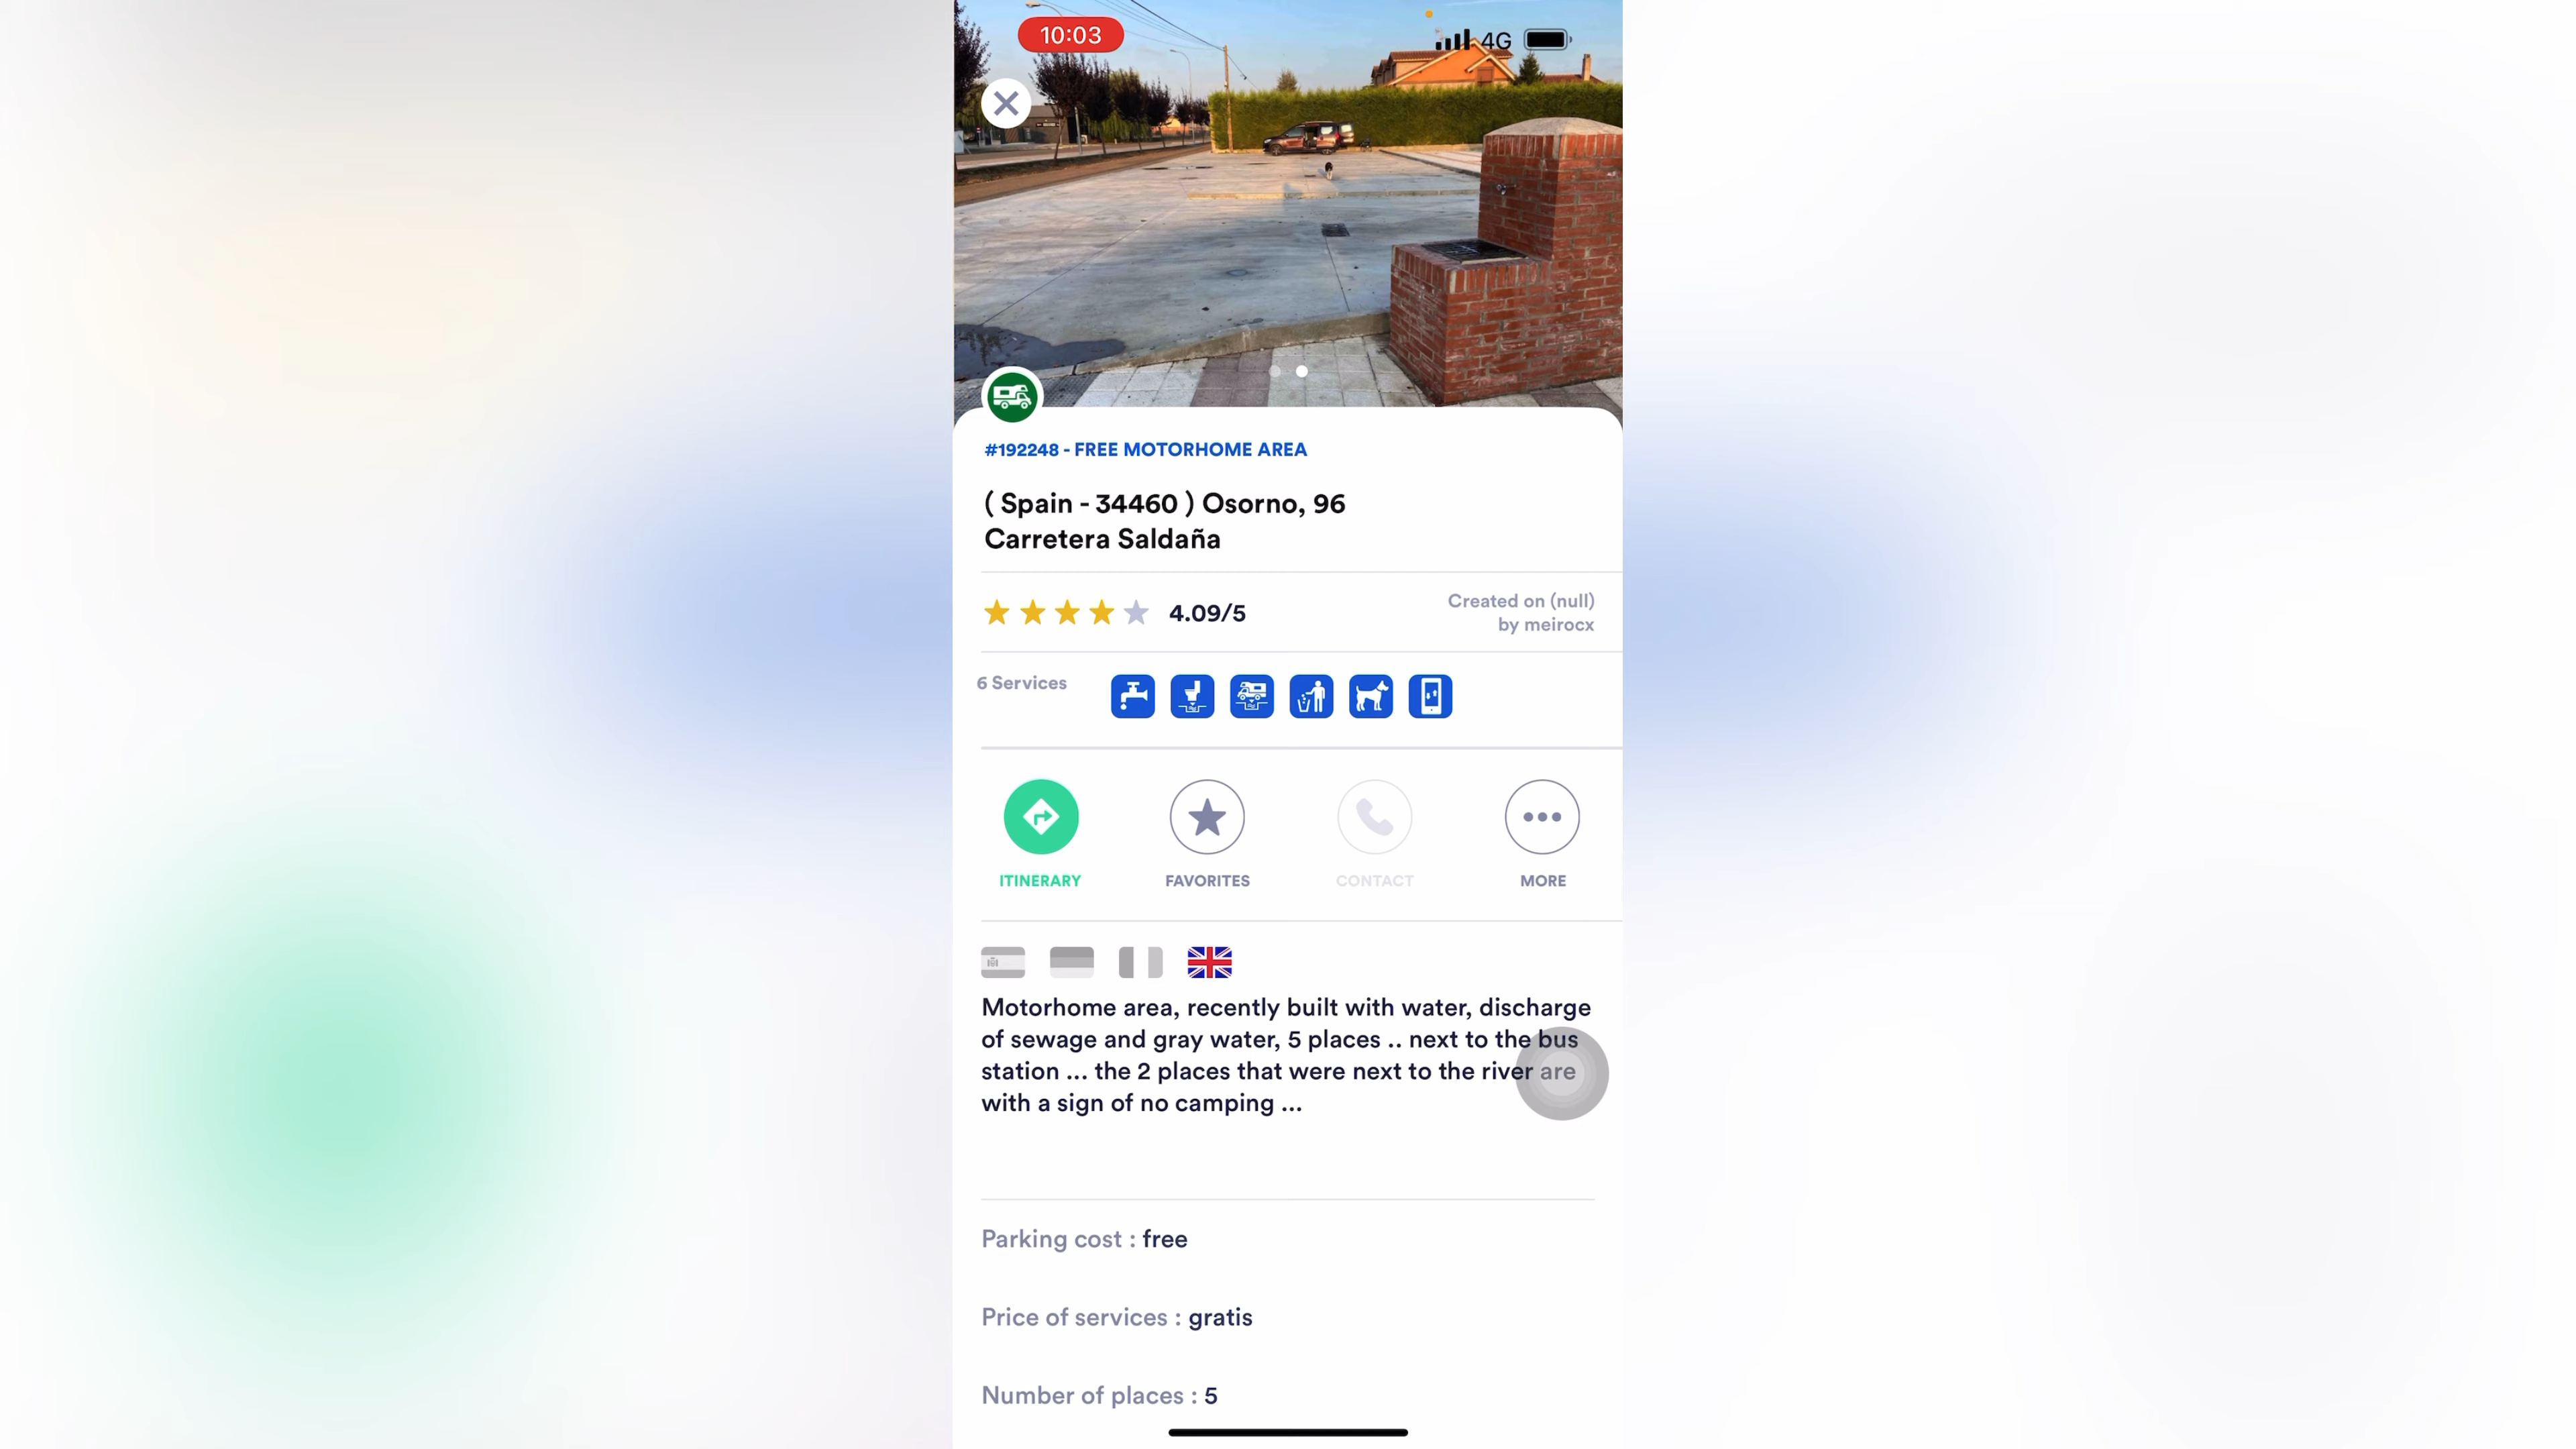 10:03
4G
#192248 - FREE MOTORHOME AREA
( Spain - 34460 ) Osorno, 96
Carretera Saldaña
4.09/5
Created on (null)
by meirocx
6 Services
ITINERARY
FAVORITES
CONTACT
MORE
Motorhome area, recently built with water, discharge
of sewage and gray water, 5 places .. next to the bus
station ... the 2 places that were next to the river are
with a sign of no camping ...
Parking cost : free
Price of services : gratis
Number of places : 5